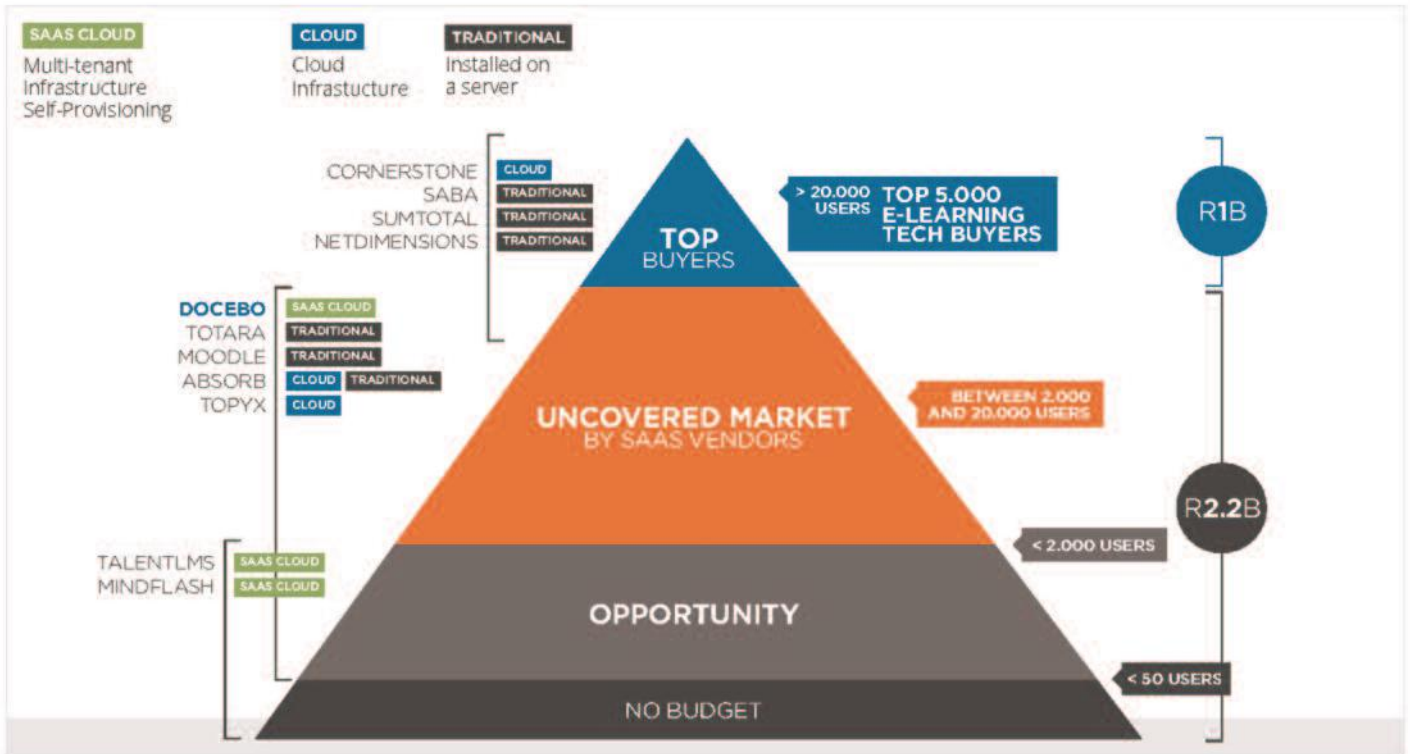 SAAS CLOUD
Multi-tenant
Infrastructure
Self-Provisioning
CLOUD
Cloud
Infrastucture
TRADITIONAL
Installed on
a server
CORNERSTONE CLOUD
SABA TRADITIONAL
SUMTOTAL TRADITIONAL
NETDIMENSIONS TRADITIONAL
TOP
BUYERS
> 20.000
USERS
TOP 5.000
E-LEARNING
TECH BUYERS
R1B
DOCEBO SAAS CLOUD
TOTARA TRADITIONAL
MOODLE TRADITIONAL
ABSORB CLOUD TRADITIONAL
TOPYX CLOUD
UNCOVERED MARKET
BY SAAS VENDORS
BETWEEN 2.000
AND 20.000 USERS
R2.2B
TALENTLMS SAAS CLOUD
MINDFLASH SAAS CLOUD
< 2.000 USERS
OPPORTUNITY
< 50 USERS
NO BUDGET